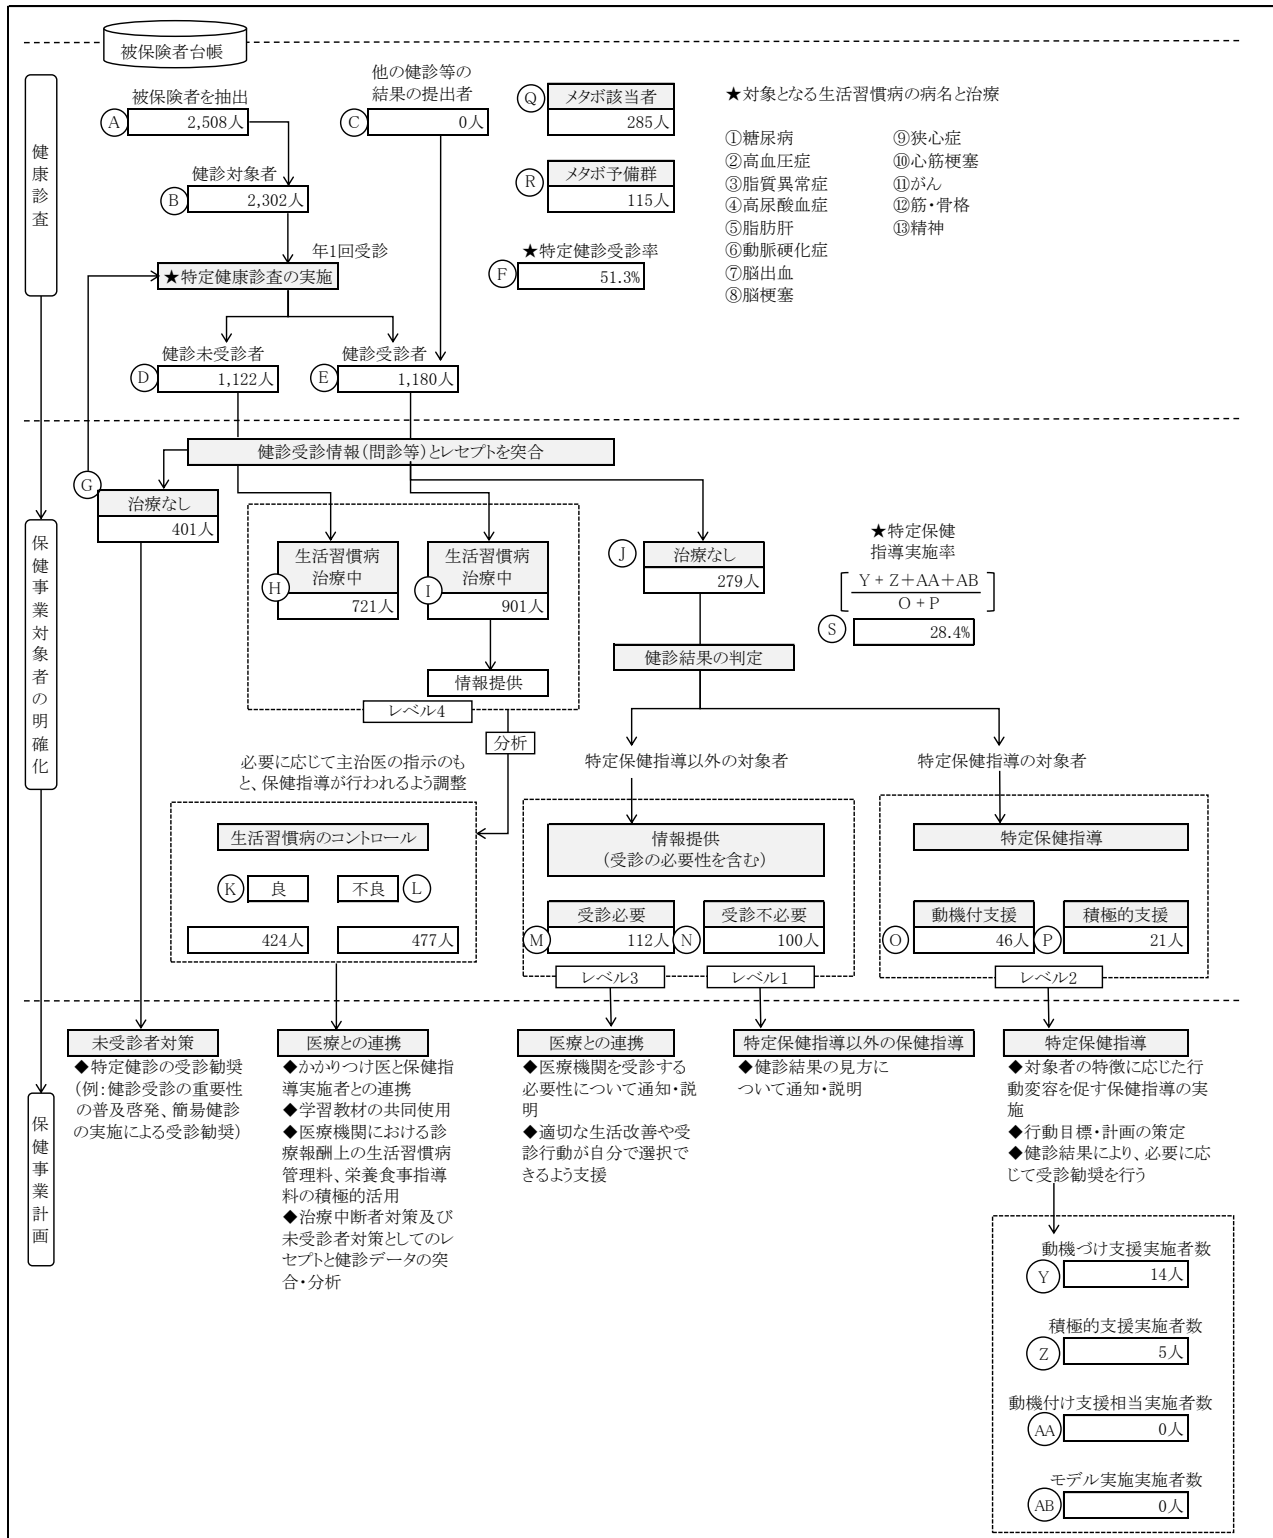 被保険者台帳
健康診査
被保険者を抽出
A
2,508人
他の健診等の
結果の提出者
C
0人
Q
メタボ該当者
285人
R
メタボ予備群
115人
★特定健診受診率
F
51.3%
★対象となる生活習慣病の病名と治療
①糖尿病
②高血圧症
③脂質異常症
④高尿酸血症
⑤脂肪肝
⑥動脈硬化症
⑦脳出血
⑧脳梗塞
⑨狭心症
⑩心筋梗塞
⑪がん
⑫筋・骨格
⑬精神
健診対象者
B
2,302人
年1回受診
★特定健康診査の実施
健診未受診者
D
1,122人
健診受診者
E
1,180人
保健事業対象者の明確化
健診受診情報(問診等)とレセプトを突合
G
治療なし
401人
生活習慣病
治療中
H
721人
生活習慣病
治療中
I
901人
情報提供
レベル4
J
治療なし
279人
★特定保健
指導実施率
Y + Z+AA+AB
O + P
S
28.4%
健診結果の判定
分析
必要に応じて主治医の指示のも
と、保健指導が行われるよう調整
特定保健指導以外の対象者
特定保健指導の対象者
生活習慣病のコントロール
K
良
不良
L
424人
477人
情報提供
(受診の必要性を含む)
受診必要
M
112人
受診不必要
N
100人
レベル3
レベル1
特定保健指導
動機付支援
O
46人
積極的支援
P
21人
レベル2
保健事業計画
未受診者対策
◆特定健診の受診勧奨
(例:健診受診の重要性
の普及啓発、簡易健診
の実施による受診勧奨)
医療との連携
◆かかりつけ医と保健指
導実施者との連携
◆学習教材の共同使用
◆医療機関における診
療報酬上の生活習慣病
管理料、栄養食事指導
料の積極的活用
◆治療中断者対策及び
未受診者対策としてのレ
セプトと健診データの突
合・分析
医療との連携
◆医療機関を受診する
必要性について通知・説
明
◆適切な生活改善や受
診行動が自分で選択で
きるよう支援
特定保健指導以外の保健指導
◆健診結果の見方に
ついて通知・説明
特定保健指導
◆対象者の特徴に応じた行
動変容を促す保健指導の実
施
◆行動目標・計画の策定
◆健診結果により、必要に応
じて受診勧奨を行う
動機づけ支援実施者数
Y
14人
積極的支援実施者数
Z
5人
動機付け支援相当実施者数
AA
0人
モデル実施実施者数
AB
0人